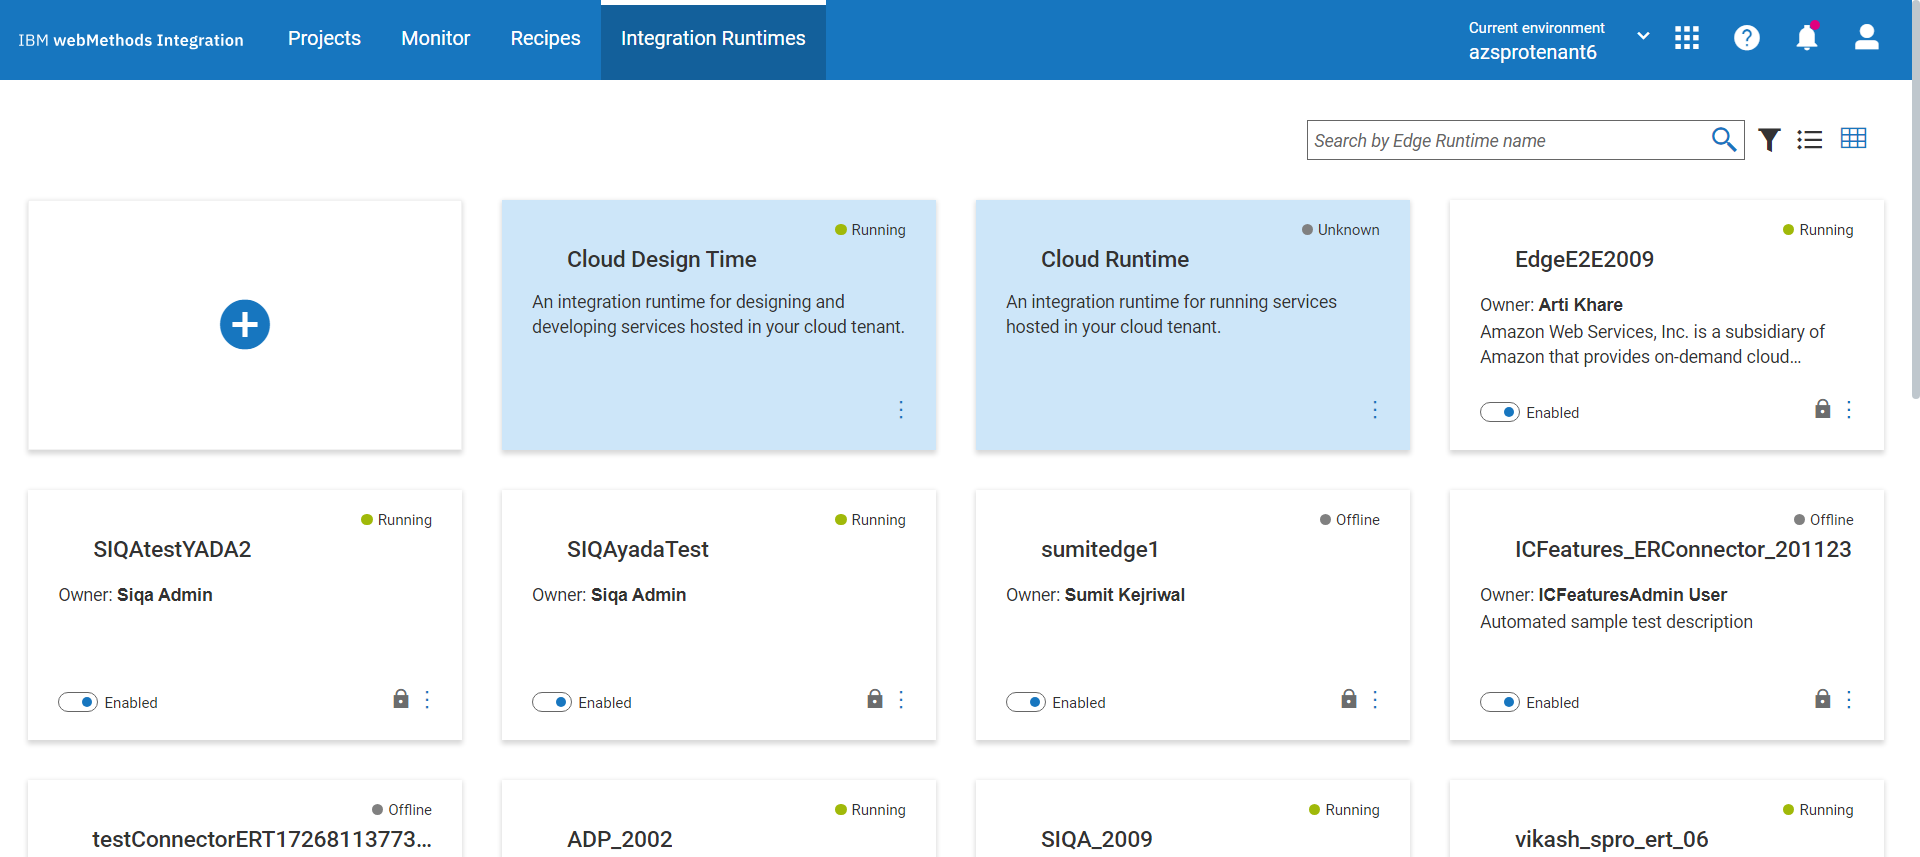 IBM webMethods Integration
Projects
Monitor
Recipes
Integration Runtimes
Current environment
azsprotenant6
Search by Edge Runtime name
Running
Cloud Design Time
An integration runtime for designing and
developing services hosted in your cloud tenant.
Unknown
Cloud Runtime
An integration runtime for running services
hosted in your cloud tenant.
Running
EdgeE2E2009
Owner: Arti Khare
Amazon Web Services, Inc. is a subsidiary of
Amazon that provides on-demand cloud...
Enabled
Running
SIQAtestYADA2
Owner: Siqa Admin
Enabled
Running
SIQAyadaTest
Owner: Siqa Admin
Enabled
Offline
sumitedge1
Owner: Sumit Kejriwal
Enabled
Offline
ICFeatures_ERConnector_201123
Owner: ICFeaturesAdmin User
Automated sample test description
Enabled
Offline
testConnectorERT17268113773...
Running
ADP_2002
Running
SIQA_2009
Running
vikash_spro_ert_06